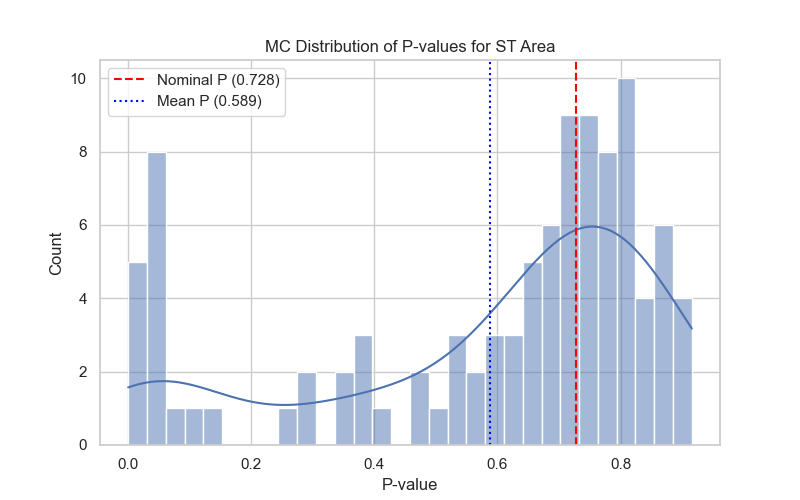 MC Distribution of P-values for ST Area
Nominal P (0.728)
Mean P (0.589)
10
8
6
4
2
0
Count
0.0 0.2 0.4 0.6 0.8
P-value